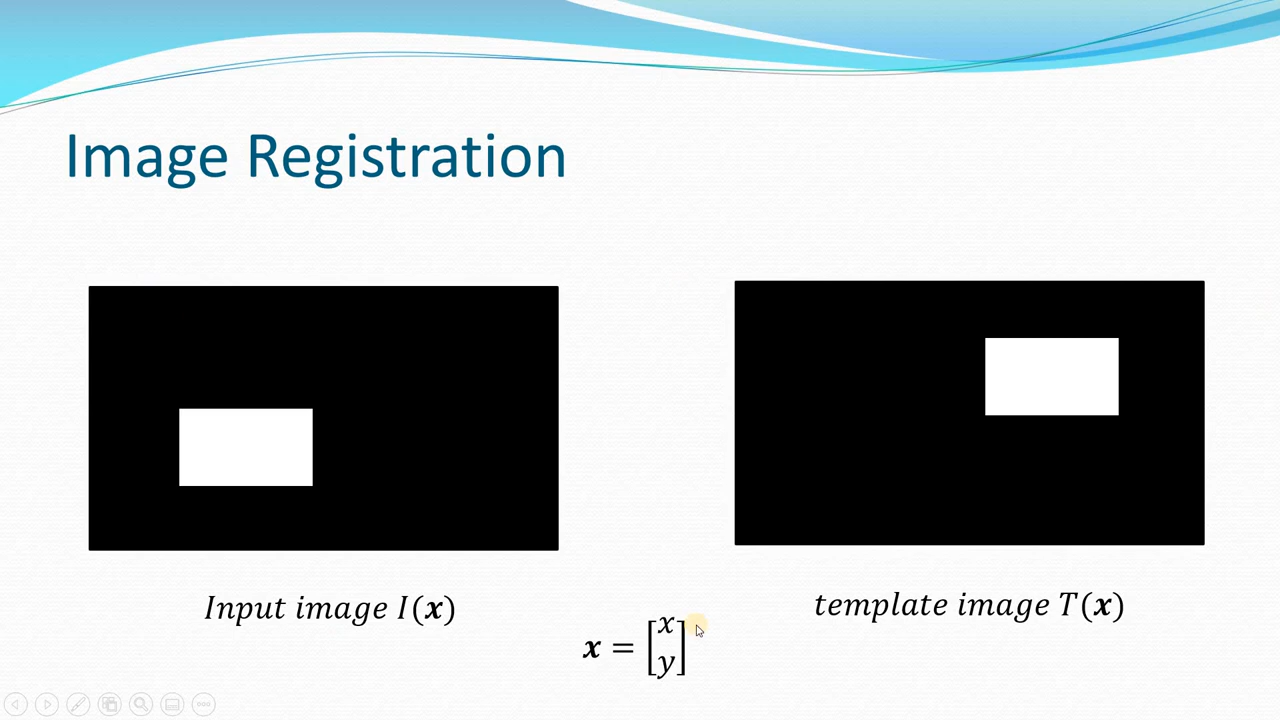 Image Registration
Input image I(x)
template image T(x)
x = [x
y]